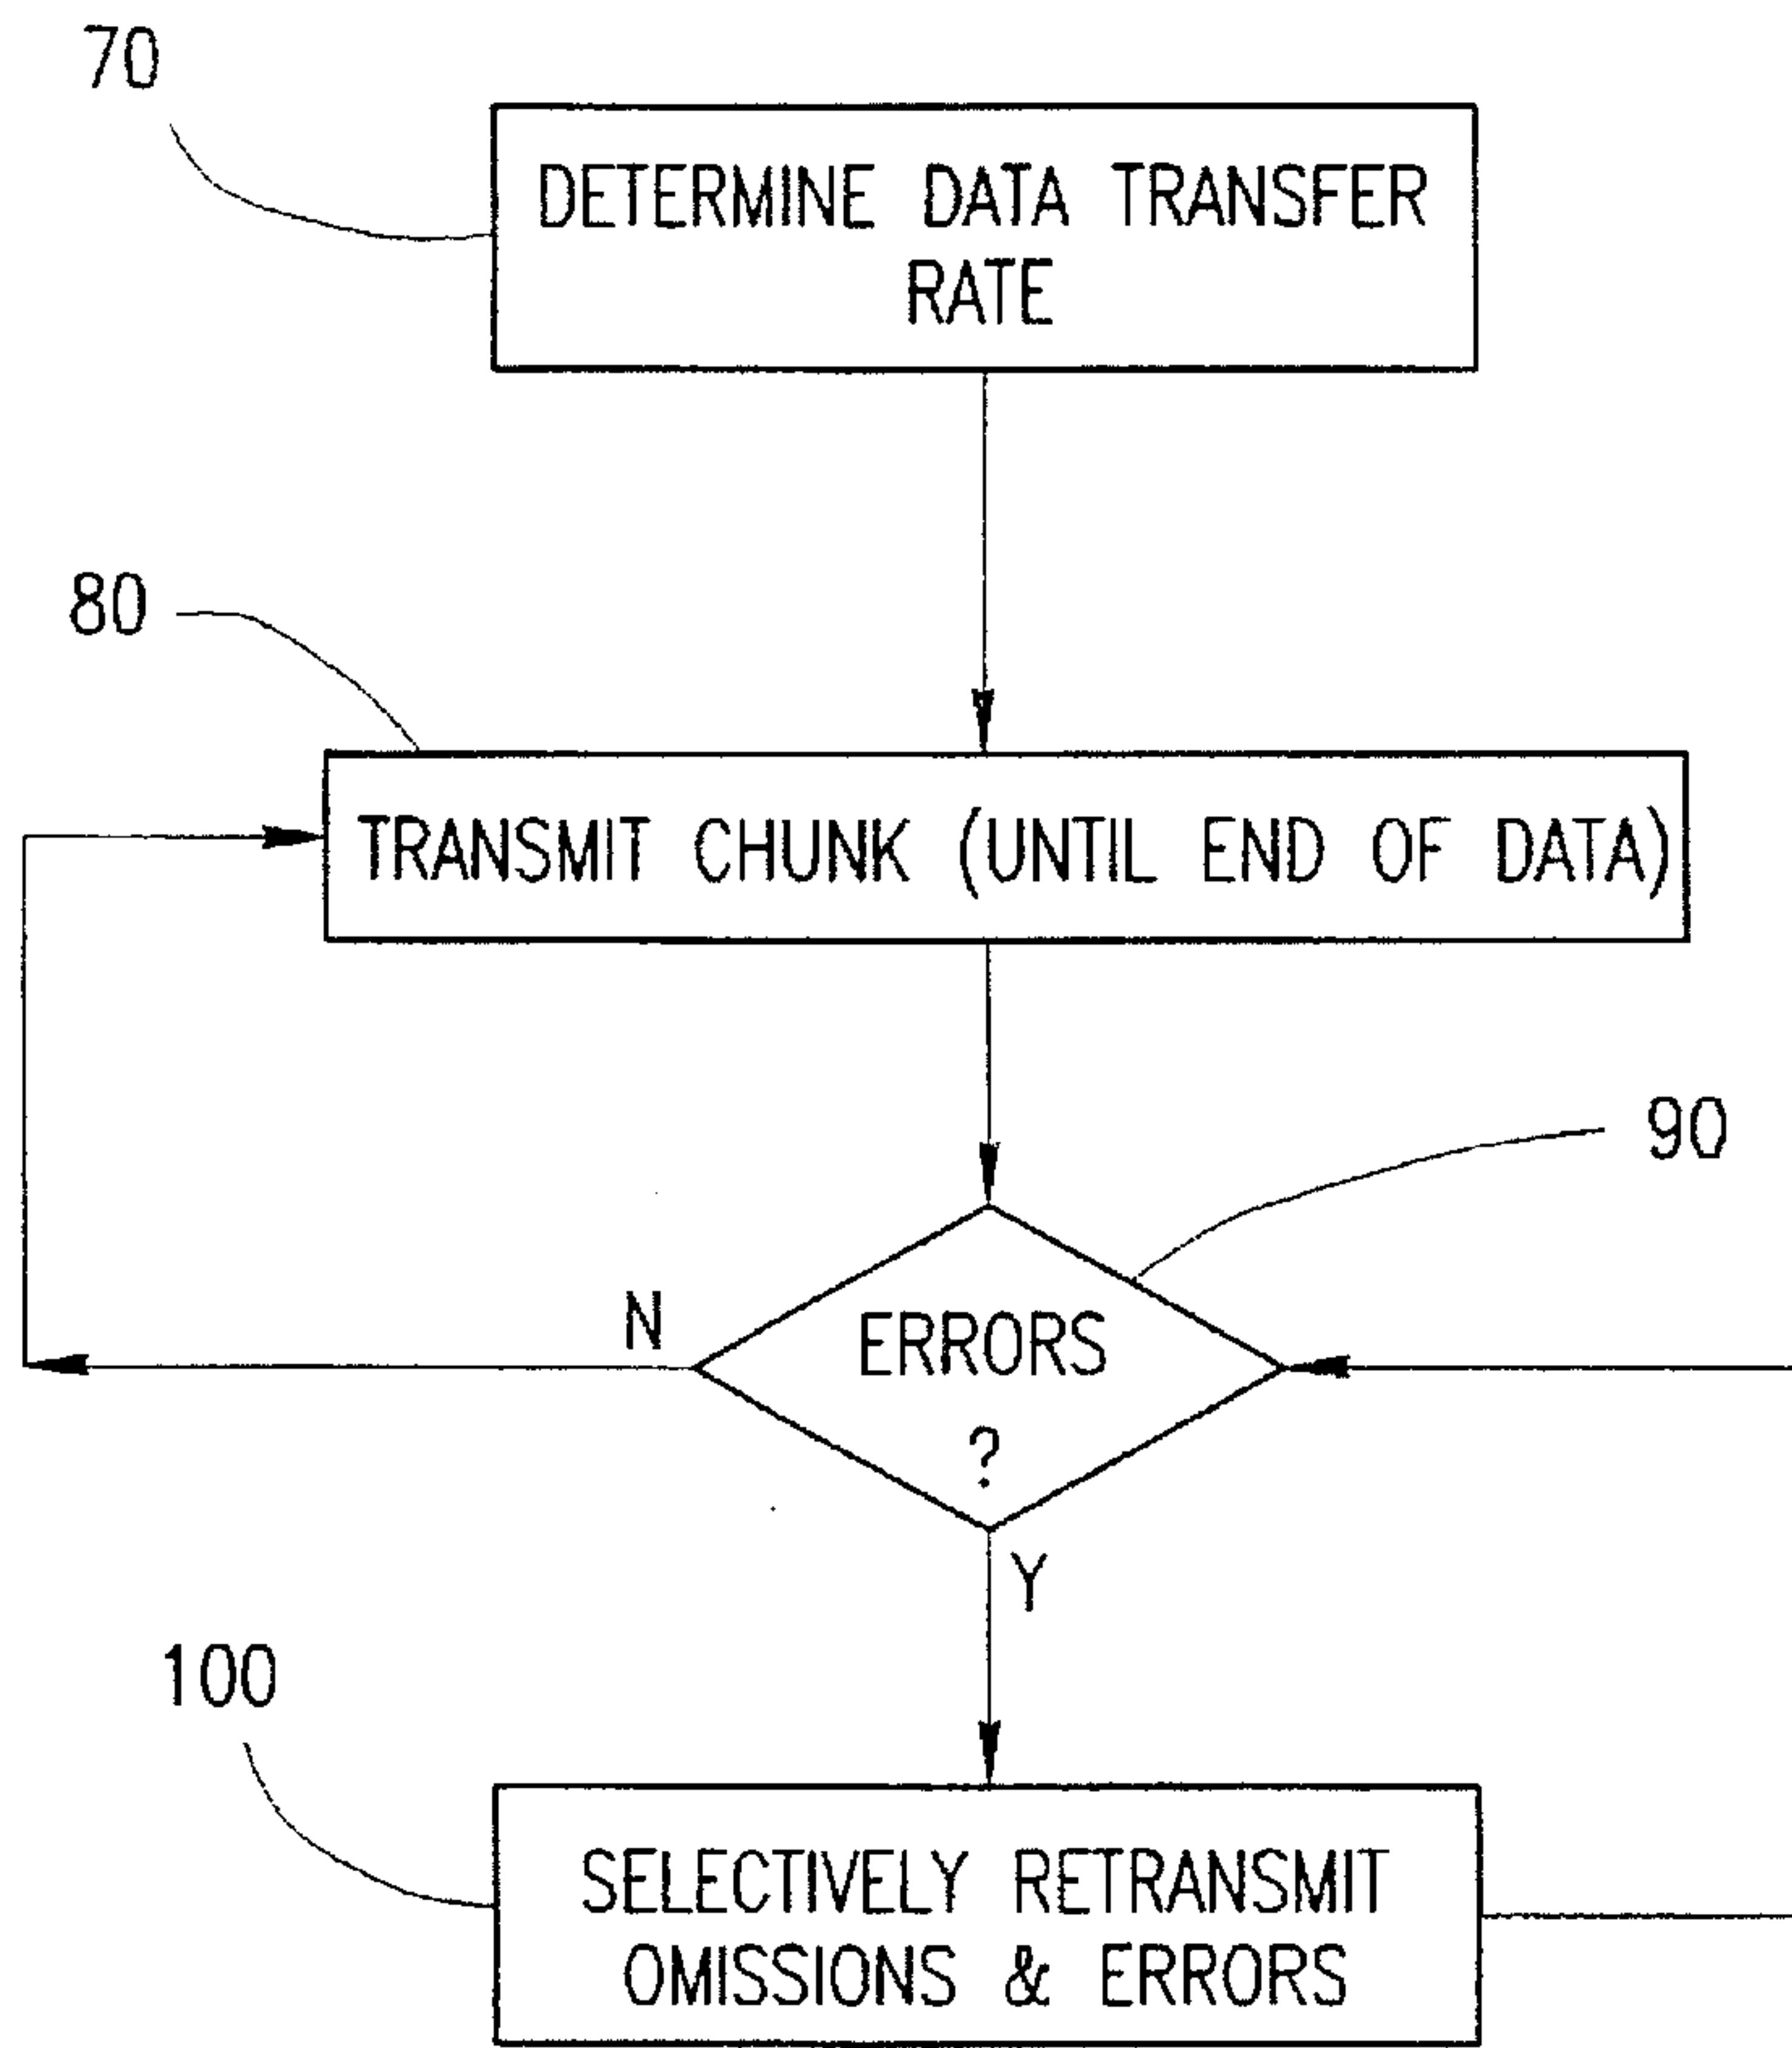 70
DETERMINE DATA TRANSFER
RATE
80
TRANSMIT CHUNK (UNTIL END OF DATA)
90
N
ERRORS
?
Y
100
SELECTIVELY RETRANSMIT
OMISSIONS & ERRORS